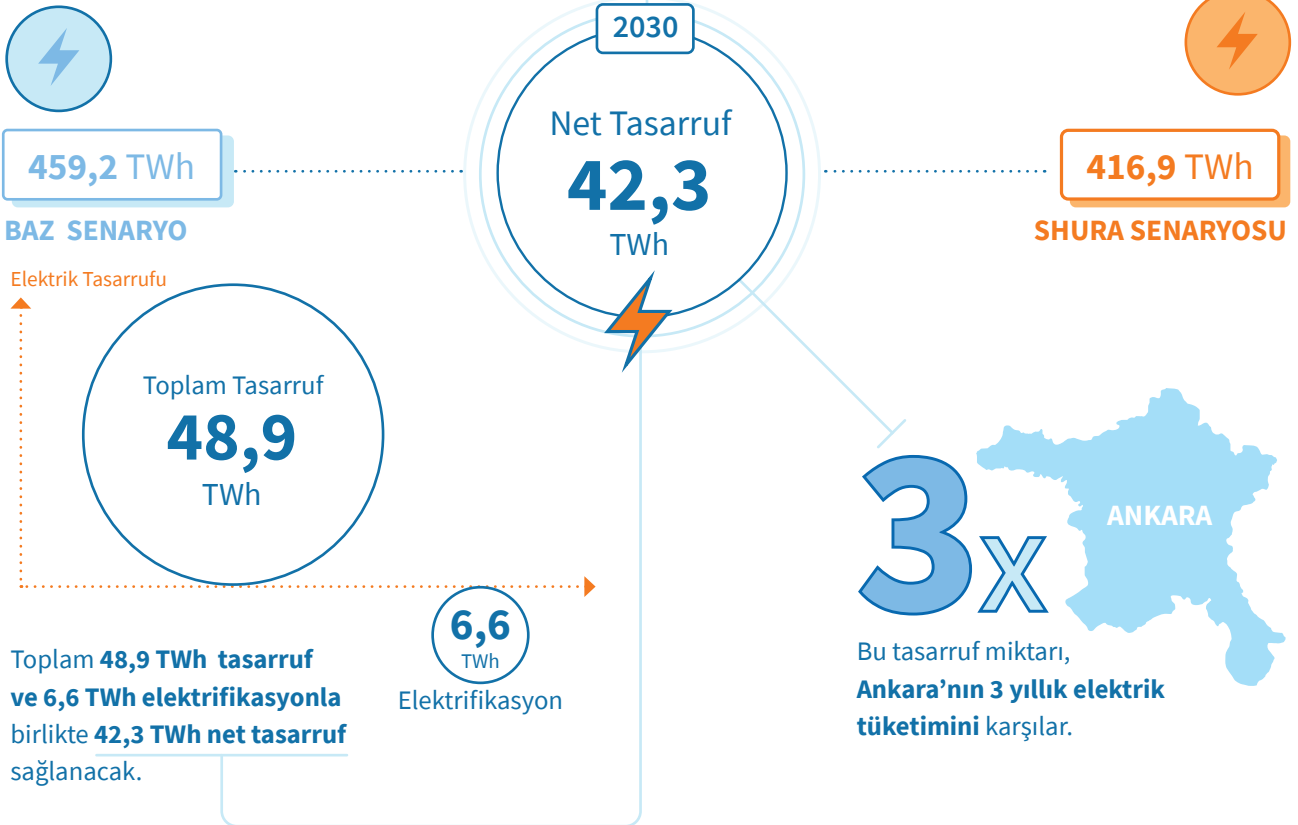 2030
Net Tasarruf
42,3
TWh
459,2 TWh
BAZ SENARYO
416,9 TWh
SHURA SENARYOSU
Elektrik Tasarrufu
Toplam Tasarruf
48,9
TWh
6,6
TWh
Elektrifikasyon
Toplam 48,9 TWh tasarruf
ve 6,6 TWh elektrifikasyonla
birlikte 42,3 TWh net tasarruf
sağlanacak.
3x
ANKARA
Bu tasarruf miktarı,
Ankara’nın 3 yıllık elektrik
tüketimini karşılar.